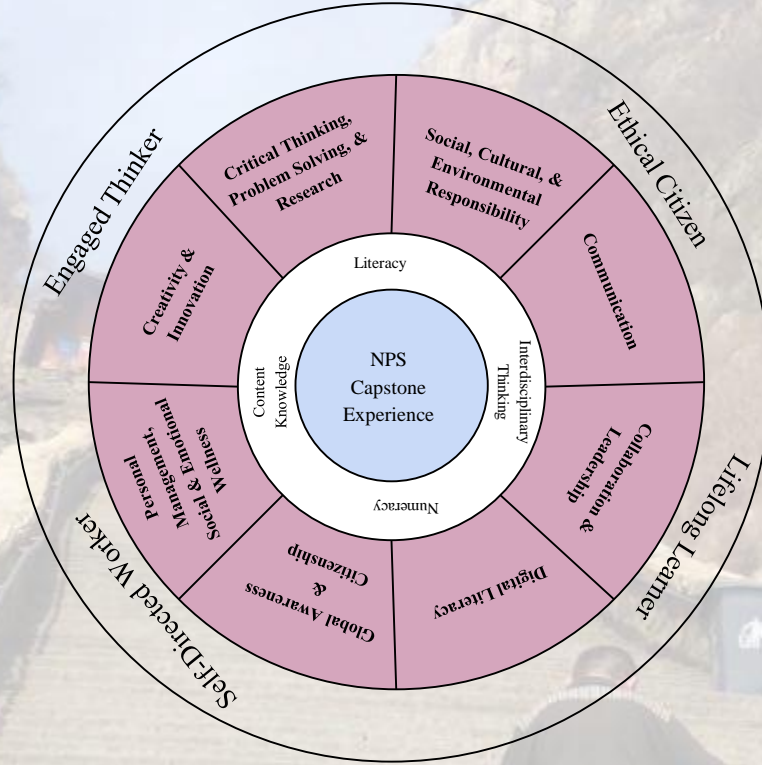 Engaged Thinker
Ethical Citizen
Lifelong Learner
Self-Directed Worker
Critical Thinking,
Problem Solving, &
Research
Social, Cultural, &
Environmental
Responsibility
Communication
Collaboration &
Leadership
Digital Literacy
Global Awareness
&
Citizenship
Personal
Management,
Social & Emotional
Wellness
Creativity &
Innovation
Literacy
Interdisciplinary
Thinking
Numeracy
Content
Knowledge
NPS
Capstone
Experience